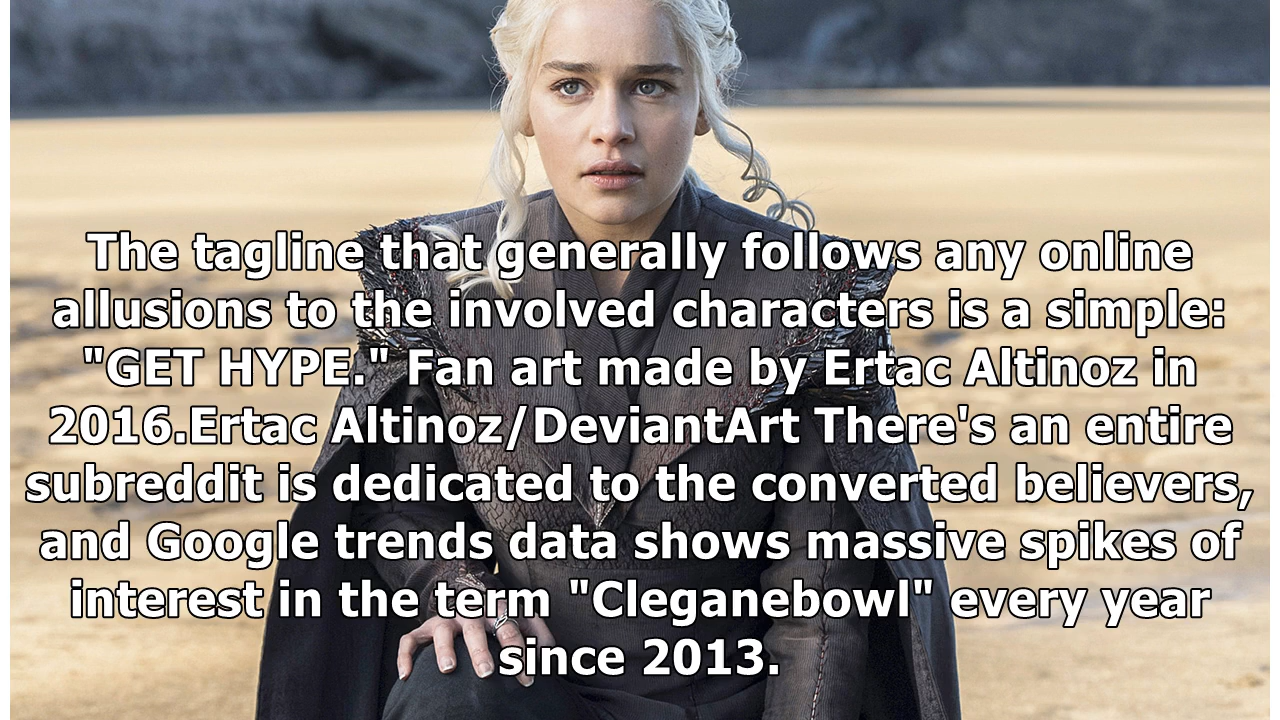 The tagline that generally follows any online
allusions to the involved characters is a simple:
"GET HYPE." Fan art made by Ertac Altinoz in
2016.Ertac Altinoz/DeviantArt There's an entire
subreddit is dedicated to the converted believers,
and Google trends data shows massive spikes of
interest in the term "Cleganebowl" every year
since 2013.